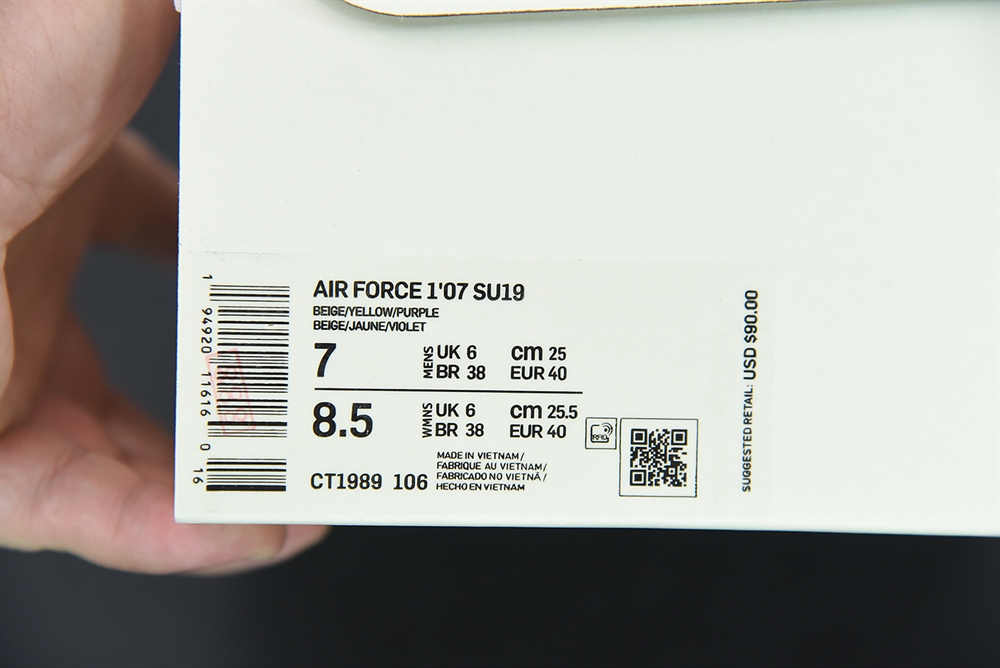 AIR FORCE 1'07 SU19
BEIGE/YELLOW/PURPLE
BEIGE/JAUNE/VIOLET
7
MENS
UK 6 cm 25
BR 38 EUR 40
8.5
WMNS
UK 6 cm 25.5
BR 38 EUR 40
RFID
CT1989 106
MADE IN VIETNAM/
FABRIQUE AU VIETNAM/
FABRICADO NO VIETNÃ/
HECHO EN VIETNAM
1 94920 11616 0 16
SUGGESTED RETAIL: USD $90.00